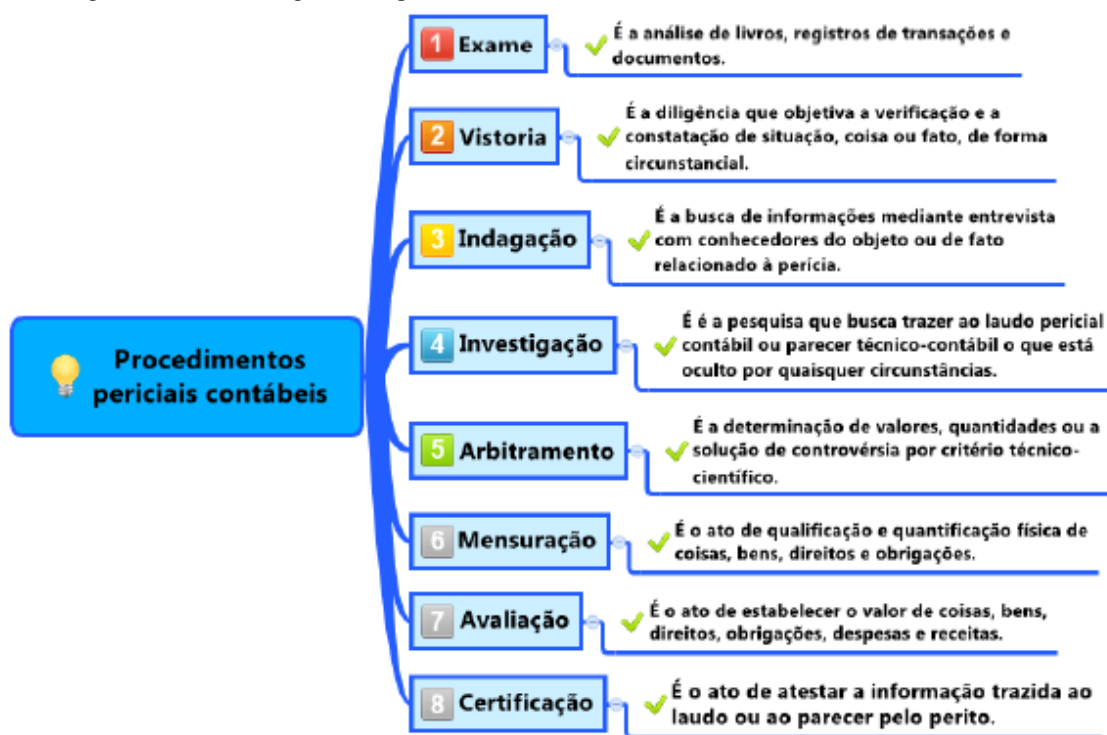 Procedimentos
periciais contábeis
1 Exame
É a análise de livros, registros de transações e
documentos.
2 Vistoria
É a diligência que objetiva a verificação e a
constatação de situação, coisa ou fato, de forma
circunstancial.
3 Indagação
É a busca de informações mediante entrevista
com conhecedores do objeto ou de fato
relacionado à perícia.
4 Investigação
É é a pesquisa que busca trazer ao laudo pericial
contábil ou parecer técnico-contábil o que está
oculto por quaisquer circunstâncias.
5 Arbitramento
É a determinação de valores, quantidades ou a
solução de controvérsia por critério técnico-
científico.
6 Mensuração
É o ato de qualificação e quantificação física de
coisas, bens, direitos e obrigações.
7 Avaliação
É o ato de estabelecer o valor de coisas, bens,
direitos, obrigações, despesas e receitas.
8 Certificação
É o ato de atestar a informação trazida ao
laudo ou ao parecer pelo perito.